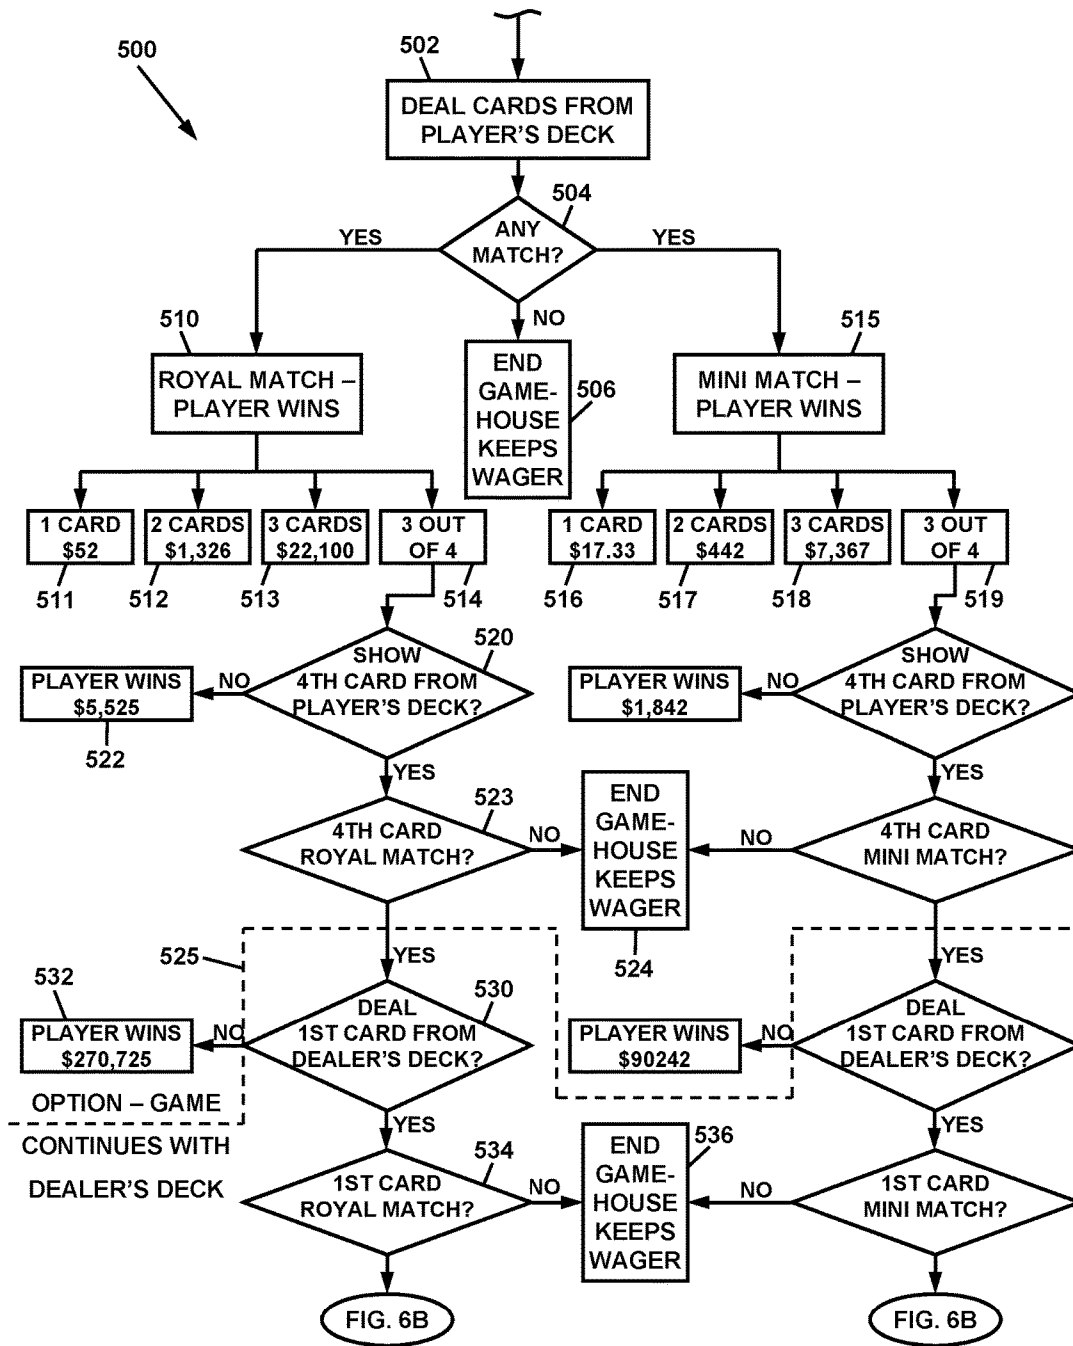 500
502
DEAL CARDS FROM
PLAYER'S DECK
504
ANY
MATCH?
YES
YES
NO
510
ROYAL MATCH –
PLAYER WINS
END
GAME-
HOUSE
KEEPS
WAGER
506
515
MINI MATCH –
PLAYER WINS
1 CARD
$52
2 CARDS
$1,326
3 CARDS
$22,100
3 OUT
OF 4
1 CARD
$17.33
2 CARDS
$442
3 CARDS
$7,367
3 OUT
OF 4
511
512
513
514
516
517
518
519
SHOW
4TH CARD FROM
PLAYER'S DECK?
520
NO
PLAYER WINS
$5,525
522
SHOW
4TH CARD FROM
PLAYER'S DECK?
NO
PLAYER WINS
$1,842
YES
YES
4TH CARD
ROYAL MATCH?
523
NO
END
GAME-
HOUSE
KEEPS
WAGER
524
NO
4TH CARD
MINI MATCH?
525
YES
YES
532
PLAYER WINS
$270,725
NO
DEAL
1ST CARD FROM
DEALER'S DECK?
530
PLAYER WINS
$90242
NO
DEAL
1ST CARD FROM
DEALER'S DECK?
OPTION – GAME
CONTINUES WITH
DEALER'S DECK
YES
YES
1ST CARD
ROYAL MATCH?
534
NO
END
GAME-
HOUSE
KEEPS
WAGER
536
NO
1ST CARD
MINI MATCH?
FIG. 6B
FIG. 6B